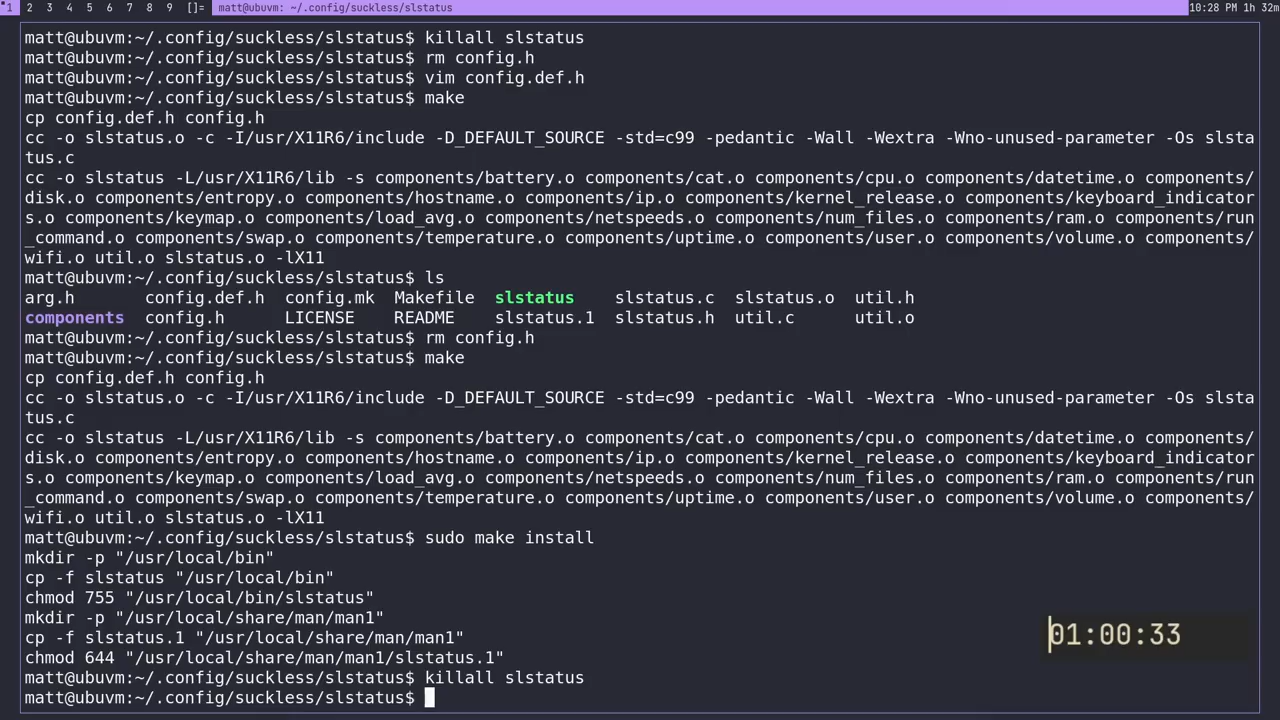 1 2 3 4 5 6 7 8 9 []= matt@ubuvm: ~/.config/suckless/slstatus 10:28 PM 1h 32m
matt@ubuvm:~/.config/suckless/slstatus$ killall slstatus
matt@ubuvm:~/.config/suckless/slstatus$ rm config.h
matt@ubuvm:~/.config/suckless/slstatus$ vim config.def.h
matt@ubuvm:~/.config/suckless/slstatus$ make
cp config.def.h config.h
cc -o slstatus.o -c -I/usr/X11R6/include -D_DEFAULT_SOURCE -std=c99 -pedantic -Wall -Wextra -Wno-unused-parameter -Os slsta
tus.c
cc -o slstatus -L/usr/X11R6/lib -s components/battery.o components/cat.o components/cpu.o components/datetime.o components/
disk.o components/entropy.o components/hostname.o components/ip.o components/kernel_release.o components/keyboard_indicator
s.o components/keymap.o components/load_avg.o components/netspeeds.o components/num_files.o components/ram.o components/run
_command.o components/swap.o components/temperature.o components/uptime.o components/user.o components/volume.o components/
wifi.o util.o slstatus.o -lX11
matt@ubuvm:~/.config/suckless/slstatus$ ls
arg.h config.def.h config.mk Makefile slstatus slstatus.c slstatus.o util.h
components config.h LICENSE README slstatus.1 slstatus.h util.c util.o
matt@ubuvm:~/.config/suckless/slstatus$ rm config.h
matt@ubuvm:~/.config/suckless/slstatus$ make
cp config.def.h config.h
cc -o slstatus.o -c -I/usr/X11R6/include -D_DEFAULT_SOURCE -std=c99 -pedantic -Wall -Wextra -Wno-unused-parameter -Os slsta
tus.c
cc -o slstatus -L/usr/X11R6/lib -s components/battery.o components/cat.o components/cpu.o components/datetime.o components/
disk.o components/entropy.o components/hostname.o components/ip.o components/kernel_release.o components/keyboard_indicator
s.o components/keymap.o components/load_avg.o components/netspeeds.o components/num_files.o components/ram.o components/run
_command.o components/swap.o components/temperature.o components/uptime.o components/user.o components/volume.o components/
wifi.o util.o slstatus.o -lX11
matt@ubuvm:~/.config/suckless/slstatus$ sudo make install
mkdir -p "/usr/local/bin"
cp -f slstatus "/usr/local/bin"
chmod 755 "/usr/local/bin/slstatus"
mkdir -p "/usr/local/share/man/man1"
cp -f slstatus.1 "/usr/local/share/man/man1"
chmod 644 "/usr/local/share/man/man1/slstatus.1"
matt@ubuvm:~/.config/suckless/slstatus$ killall slstatus
matt@ubuvm:~/.config/suckless/slstatus$
01:00:33